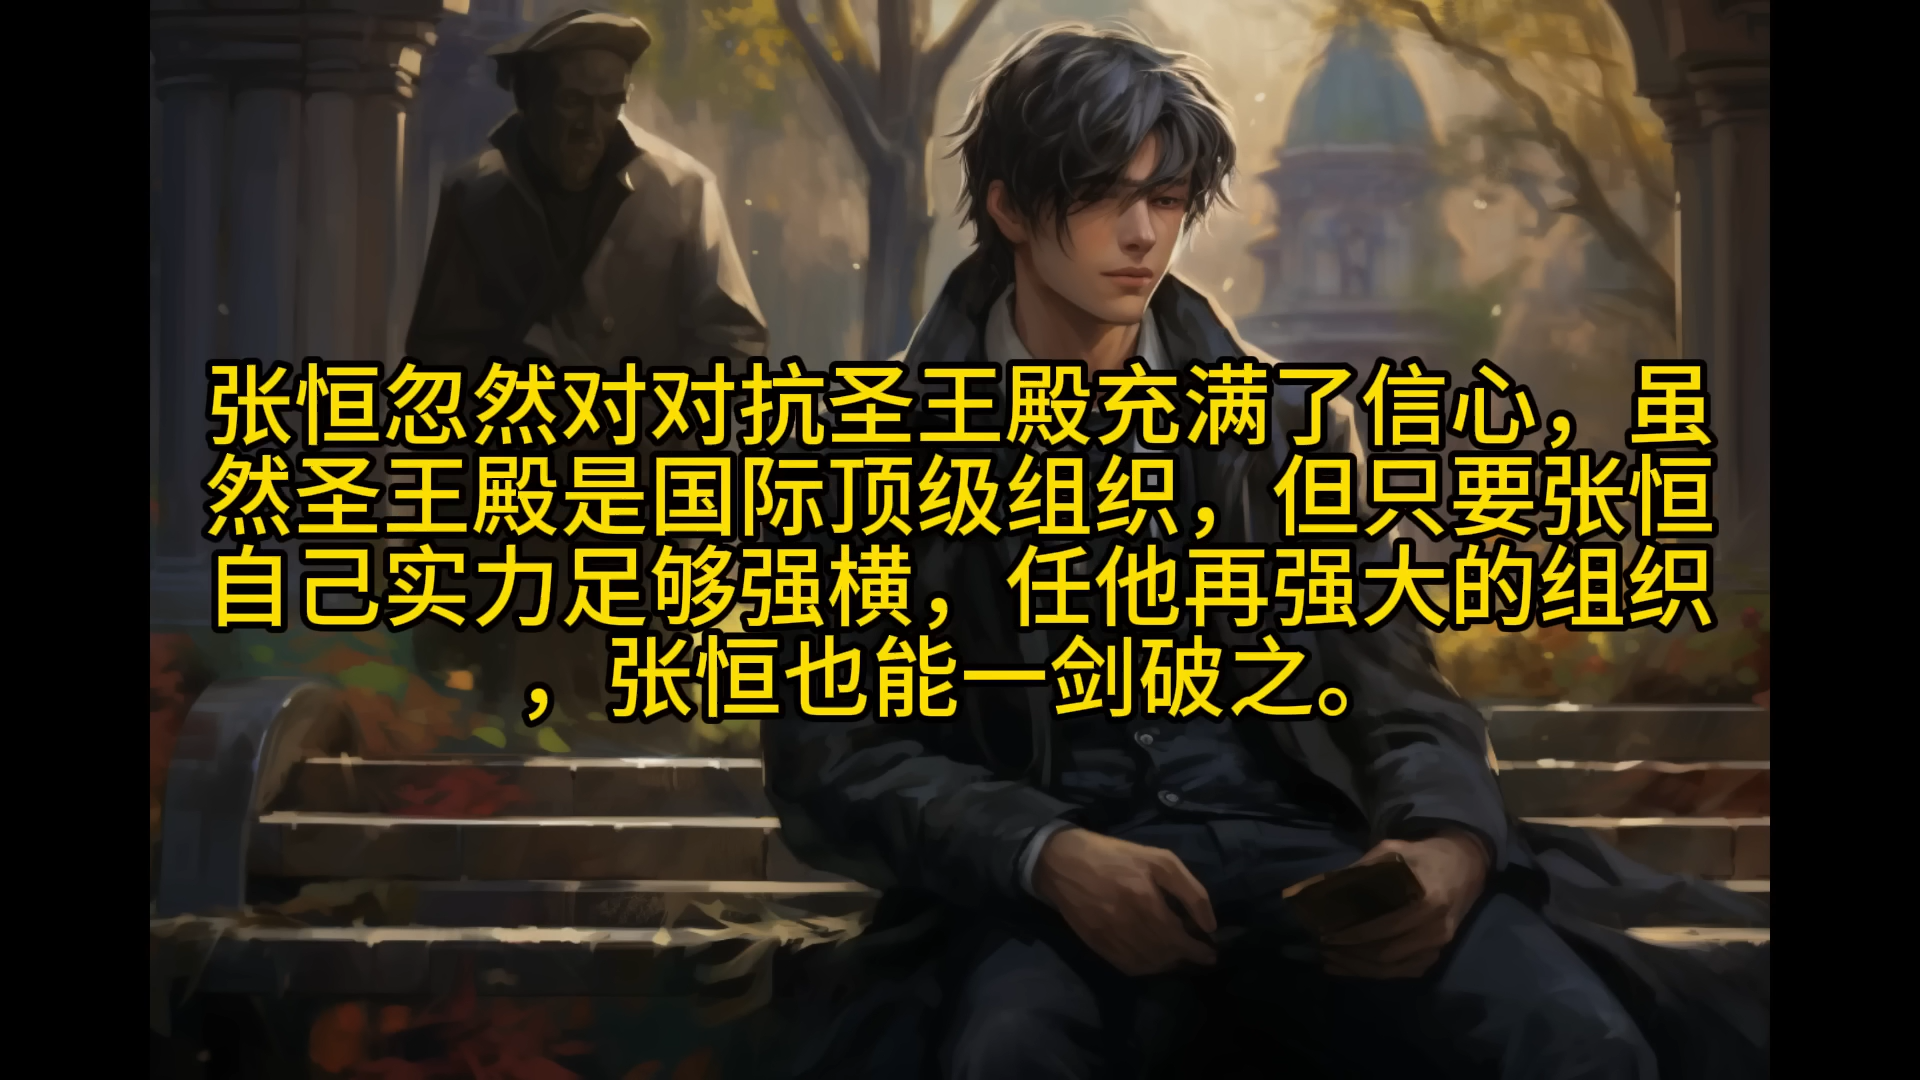 张恒忽然对对抗圣王殿充满了信心，虽
然圣王殿是国际顶级组织，但只要张恒
自己实力足够强横，任他再强大的组织
，张恒也能一剑破之。